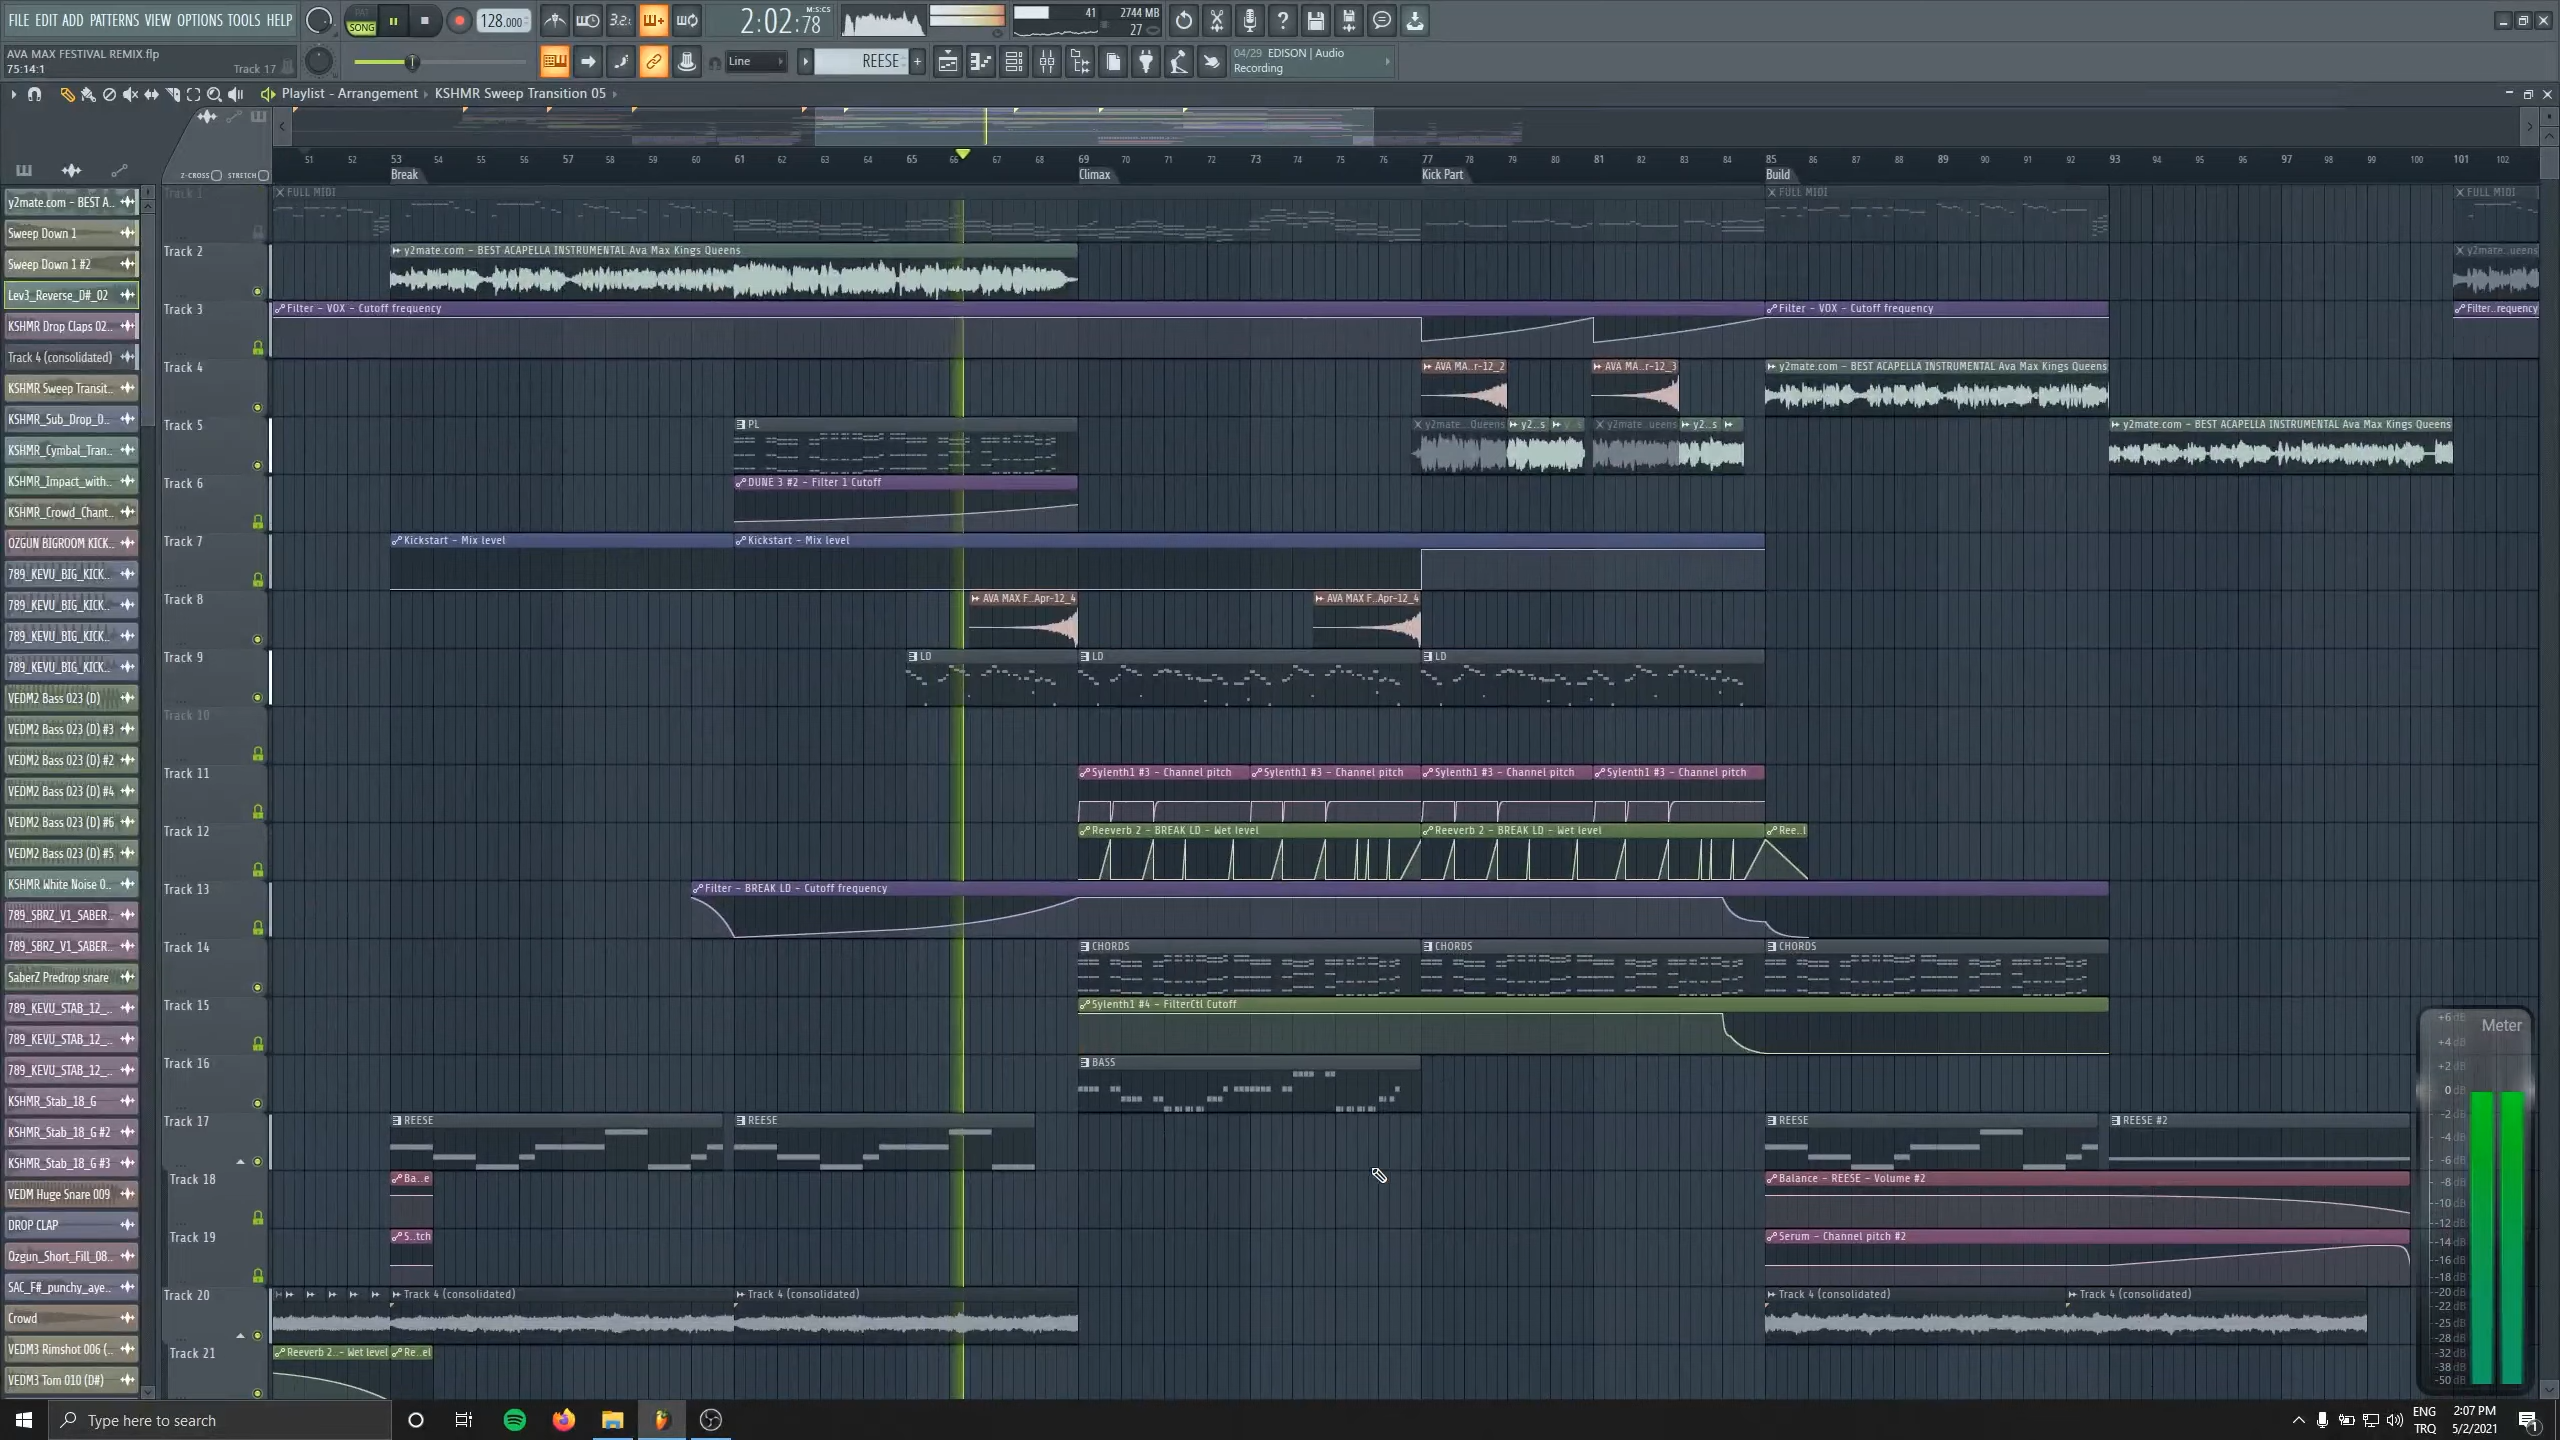 FILE EDIT ADD PATTERNS VIEW OPTIONS TOOLS HELP
PAT
SONG
128.000
3.2.
2:02:78
M:S:CS
41
2744 MB
27
AVA MAX FESTIVAL REMIX.flp
75:14:1
Track 17
Line
REESE
04/29 EDISON | Audio
Recording
Playlist - Arrangement
KSHMR Sweep Transition 05
Z-CROSS
STRETCH
51 52 53 54 55 56 57 58 59 60 61 62 63 64 65 66 67 68 69 70 71 72 73 74 75 76 77 78 79 80 81 82 83 84 85 86 87 88 89 90 91 92 93 94 95 96 97 98 99 100 101 102
Break
Climax
Kick Part
Build
y2mate.com - BEST A..
Sweep Down 1
Sweep Down 1 #2
Lev3_Reverse_D#_02
KSHMR Drop Claps 02..
Track 4 (consolidated)
KSHMR Sweep Transit..
KSHMR_Sub_Drop_D..
KSHMR_Cymbal_Tran..
KSHMR_Impact_with..
KSHMR_Crowd_Chant..
OZGUN BIGROOM KICK..
789_KEVU_BIG_KICK..
789_KEVU_BIG_KICK..
789_KEVU_BIG_KICK..
789_KEVU_BIG_KICK..
VEDM2 Bass 023 (D)
VEDM2 Bass 023 (D) #3
VEDM2 Bass 023 (D) #2
VEDM2 Bass 023 (D) #4
VEDM2 Bass 023 (D) #6
VEDM2 Bass 023 (D) #5
KSHMR White Noise 0..
789_SBRZ_V1_SABER..
789_SBRZ_V1_SABER..
SaberZ Predrop snare
789_KEVU_STAB_12_..
789_KEVU_STAB_12_..
789_KEVU_STAB_12_..
KSHMR_Stab_18_G
KSHMR_Stab_18_G #2
KSHMR_Stab_18_G #3
VEDM Huge Snare 009
DROP CLAP
Ozgun_Short_Fill_08..
SAC_F#_punchy_aye..
Crowd
VEDM3 Rimshot 006 (..
VEDM3 Tom 010 (D#)
Track 1
FULL MIDI
FULL MIDI
FULL MIDI
Track 2
y2mate.com - BEST ACAPELLA INSTRUMENTAL Ava Max Kings Queens
y2mate..ueens
Track 3
Filter - VOX - Cutoff frequency
Filter - VOX - Cutoff frequency
Filter..requency
Track 4
AVA MA..r-12_2
AVA MA..r-12_3
y2mate.com - BEST ACAPELLA INSTRUMENTAL Ava Max Kings Queens
Track 5
PL
y2mate... Queens
y2...s
y2mate...ueens
y2...s
y2mate.com - BEST ACAPELLA INSTRUMENTAL Ava Max Kings Queens
Track 6
DUNE 3 #2 - Filter 1 Cutoff
Track 7
Kickstart - Mix level
Kickstart - Mix level
Track 8
AVA MAX F..Apr-12_4
AVA MAX F..Apr-12_4
Track 9
LD
LD
LD
Track 10
Track 11
Sylenth1 #3 - Channel pitch
Sylenth1 #3 - Channel pitch
Sylenth1 #3 - Channel pitch
Sylenth1 #3 - Channel pitch
Track 12
Reeverb 2 - BREAK LD - Wet level
Reeverb 2 - BREAK LD - Wet level
Ree..l
Track 13
Filter - BREAK LD - Cutoff frequency
Track 14
CHORDS
CHORDS
CHORDS
Track 15
Sylenth1 #4 - FilterCtl Cutoff
Track 16
BASS
Track 17
REESE
REESE
REESE
REESE #2
Track 18
Ba..e
Balance - REESE - Volume #2
Track 19
S..tch
Serum - Channel pitch #2
Track 20
Track 4 (consolidated)
Track 4 (consolidated)
Track 4 (consolidated)
Track 4 (consolidated)
Track 21
Reeverb 2..- Wet level
Re..el
Meter
+6 dB
+4 dB
+2 dB
0 dB
-2 dB
-4 dB
-6 dB
-8 dB
-10 dB
-12 dB
-14 dB
-16 dB
-18 dB
-20 dB
-22 dB
-25 dB
-28 dB
-32 dB
-38 dB
-50 dB
Type here to search
ENG
TRQ
2:07 PM
5/2/2021
1